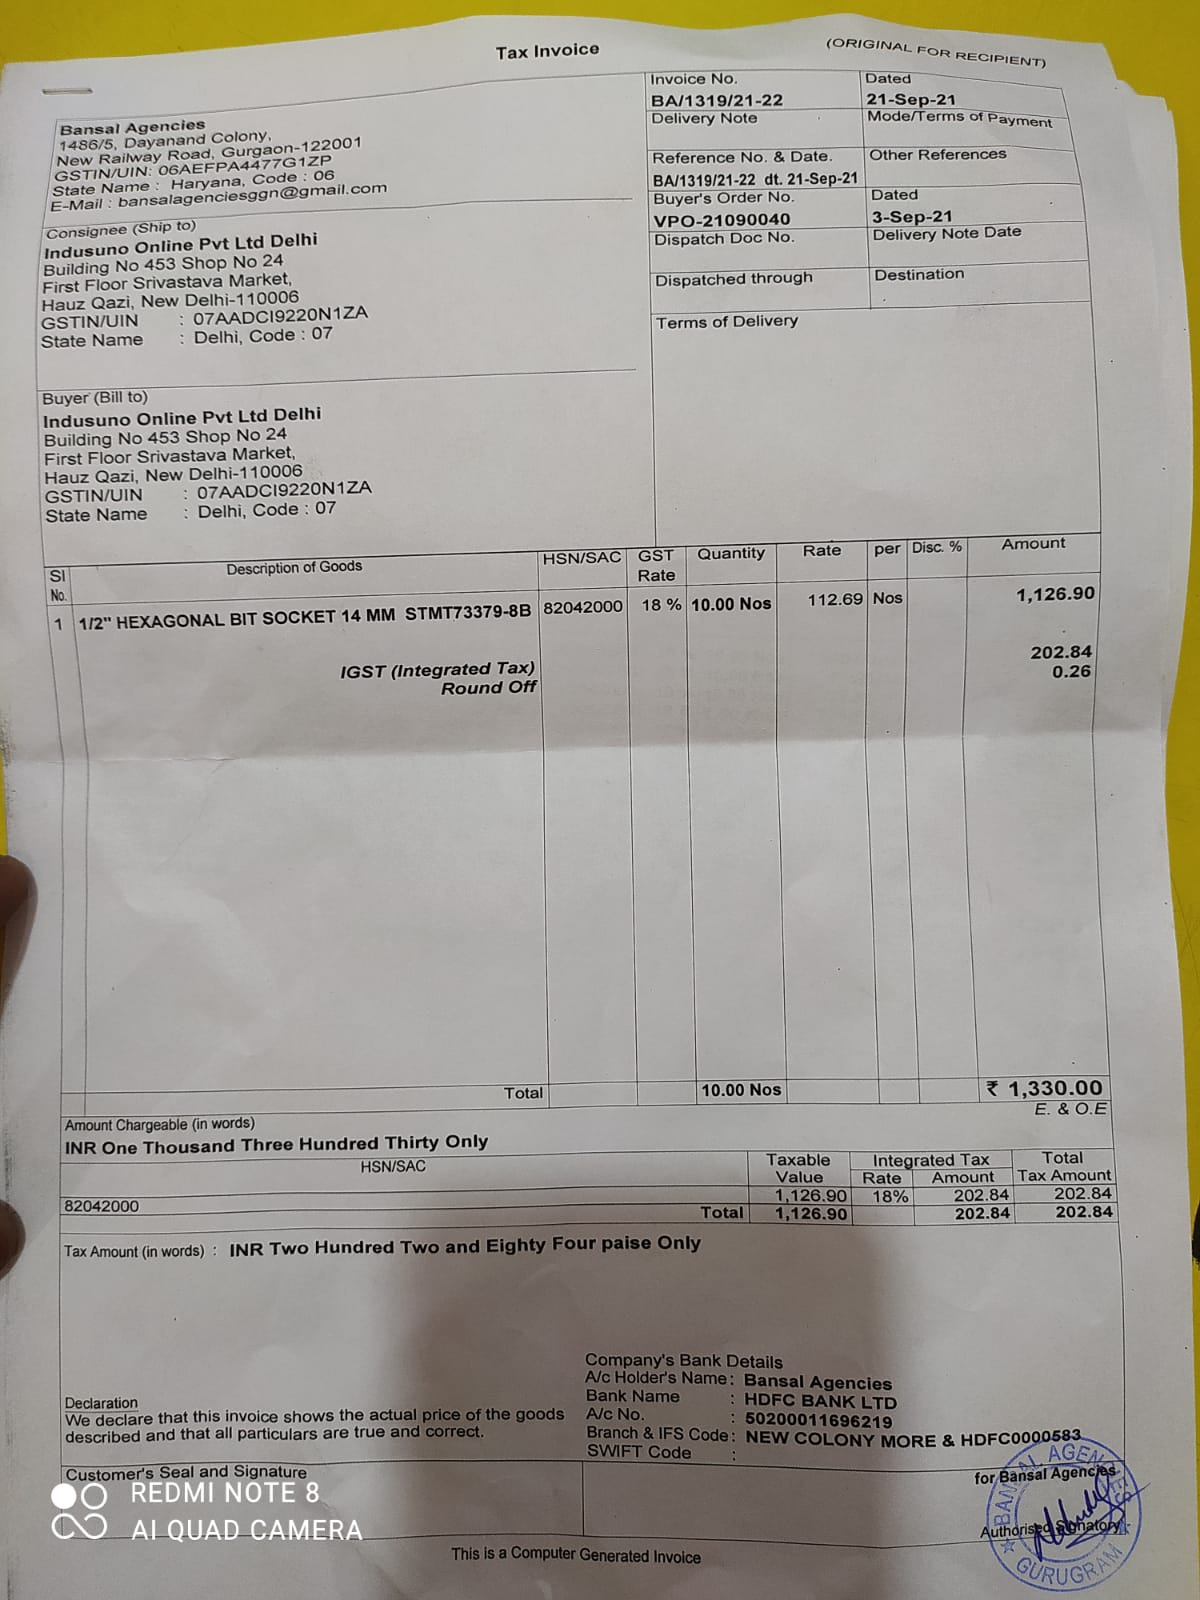 Tax Invoice
(ORIGINAL FOR RECIPIENT)
Bansal Agencies
1486/5, Dayanand Colony,
New Railway Road, Gurgaon-122001
GSTIN/UIN: 06AEFPA4477G1ZP
State Name : Haryana, Code : 06
E-Mail : bansalagenciesggn@gmail.com
Invoice No. Dated
BA/1319/21-22 21-Sep-21
Delivery Note Mode/Terms of Payment
Reference No. & Date. Other References
BA/1319/21-22 dt. 21-Sep-21
Buyer's Order No. Dated
VPO-21090040 3-Sep-21
Dispatch Doc No. Delivery Note Date
Dispatched through Destination
Terms of Delivery
Consignee (Ship to)
Indusuno Online Pvt Ltd Delhi
Building No 453 Shop No 24
First Floor Srivastava Market,
Hauz Qazi, New Delhi-110006
GSTIN/UIN : 07AADCI9220N1ZA
State Name : Delhi, Code : 07
Buyer (Bill to)
Indusuno Online Pvt Ltd Delhi
Building No 453 Shop No 24
First Floor Srivastava Market,
Hauz Qazi, New Delhi-110006
GSTIN/UIN : 07AADCI9220N1ZA
State Name : Delhi, Code : 07
Sl No. Description of Goods HSN/SAC GST Rate Quantity Rate per Disc. % Amount
1 1/2" HEXAGONAL BIT SOCKET 14 MM STMT73379-8B 82042000 18 % 10.00 Nos 112.69 Nos 1,126.90
IGST (Integrated Tax) 202.84
Round Off 0.26
Total 10.00 Nos ₹ 1,330.00
Amount Chargeable (in words) E. & O.E
INR One Thousand Three Hundred Thirty Only
HSN/SAC Taxable Value Integrated Tax Total Tax Amount
Rate Amount
82042000 1,126.90 18% 202.84 202.84
Total 1,126.90 202.84 202.84
Tax Amount (in words) : INR Two Hundred Two and Eighty Four paise Only
Company's Bank Details
A/c Holder's Name : Bansal Agencies
Bank Name : HDFC BANK LTD
A/c No. : 50200011696219
Branch & IFS Code : NEW COLONY MORE & HDFC0000583
SWIFT Code :
Declaration
We declare that this invoice shows the actual price of the goods
described and that all particulars are true and correct.
Customer's Seal and Signature
for Bansal Agencies
Authorised Signatory
BANSAL AGENCIES
GURUGRAM
This is a Computer Generated Invoice
REDMI NOTE 8
AI QUAD CAMERA